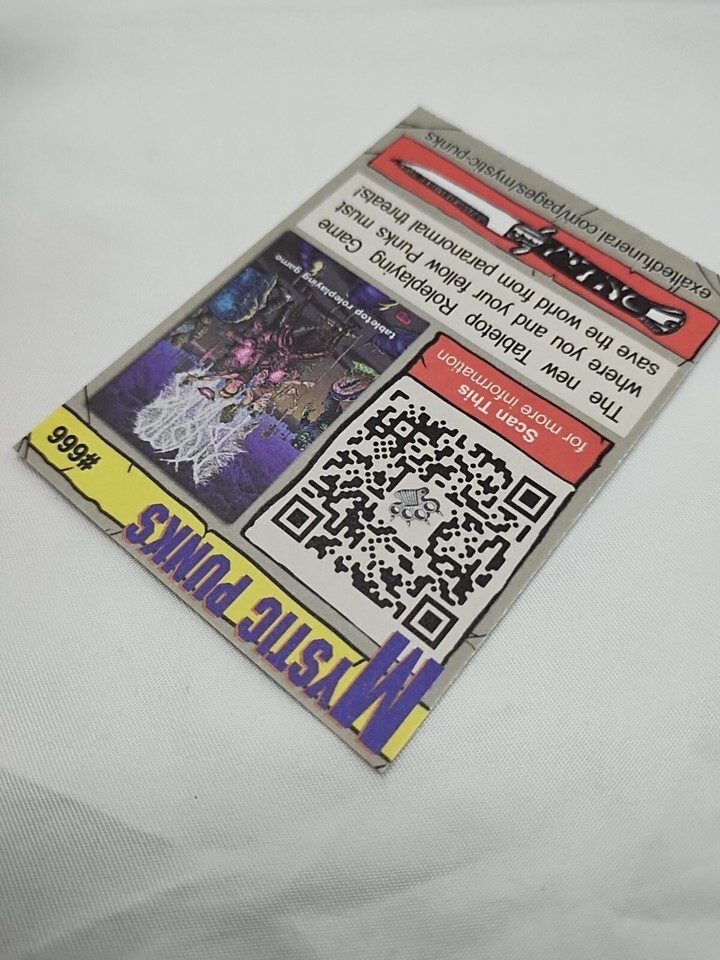 MYSTIC PUNKS
#666
tabletop roleplaying game
Scan This
for more information
The new Tabletop Roleplaying Game
where you and your fellow Punks must
save the world from paranormal threats!
exaltedfuneral.com/pages/mystic-punks